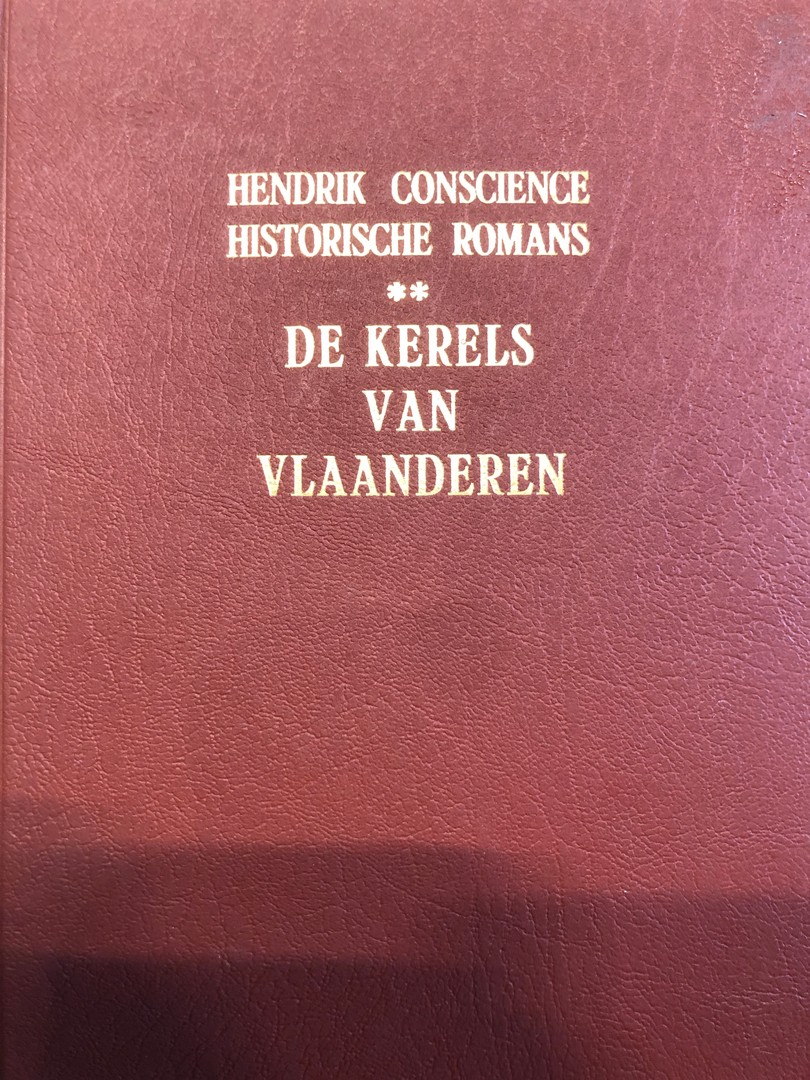 HENDRIK CONSCIENCE
HISTORISCHE ROMANS
**
DE KERELS
VAN
VLAANDEREN